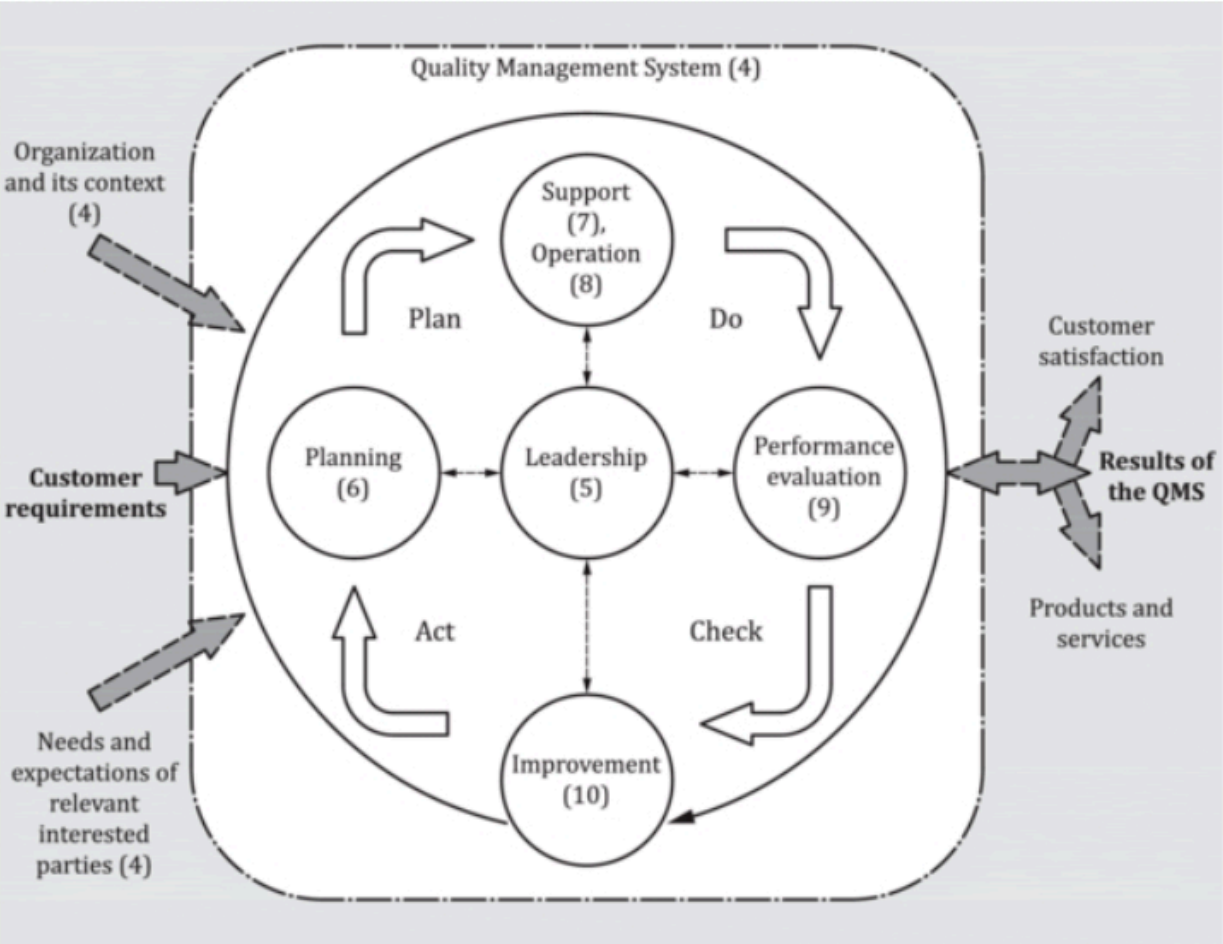 Quality Management System (4)
Organization
and its context
(4)
Support
(7),
Operation
(8)
Plan
Do
Customer
satisfaction
Planning
(6)
Leadership
(5)
Performance
evaluation
(9)
Customer
requirements
Results of
the QMS
Act
Check
Products and
services
Needs and
expectations of
relevant
interested
parties (4)
Improvement
(10)